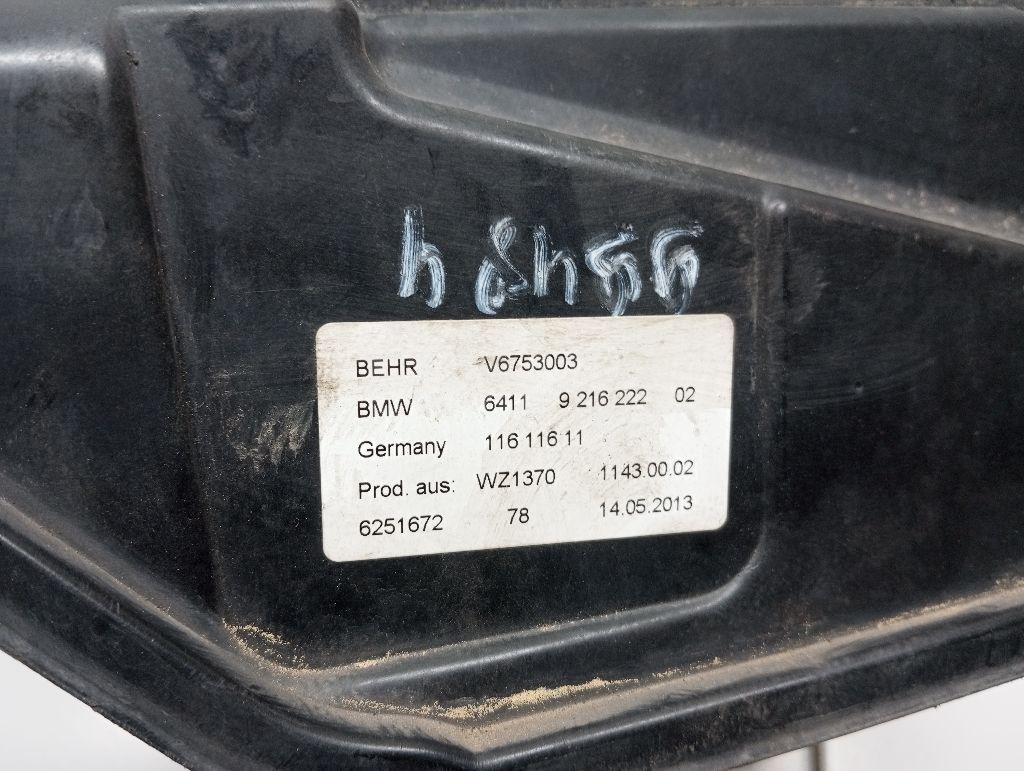 BEHR V6753003
BMW 6411 9 216 222 02
Germany 116 116 11
Prod. aus: WZ1370 1143.00.02
6251672 78 14.05.2013